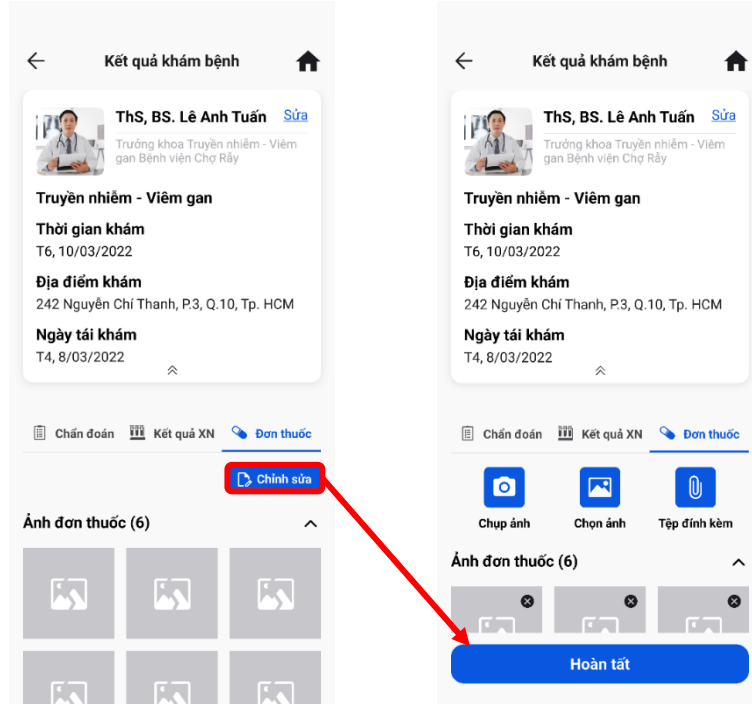 Kết quả khám bệnh
ThS, BS. Lê Anh Tuấn Sửa
Trưởng khoa Truyền nhiễm - Viêm
gan Bệnh viện Chợ Rẫy
Truyền nhiễm - Viêm gan
Thời gian khám
T6, 10/03/2022
Địa điểm khám
242 Nguyễn Chí Thanh, P.3, Q.10, Tp. HCM
Ngày tái khám
T4, 8/03/2022
Chẩn đoán Kết quả XN Đơn thuốc
Chỉnh sửa
Ảnh đơn thuốc (6)
Kết quả khám bệnh
ThS, BS. Lê Anh Tuấn Sửa
Trưởng khoa Truyền nhiễm - Viêm
gan Bệnh viện Chợ Rẫy
Truyền nhiễm - Viêm gan
Thời gian khám
T6, 10/03/2022
Địa điểm khám
242 Nguyễn Chí Thanh, P.3, Q.10, Tp. HCM
Ngày tái khám
T4, 8/03/2022
Chẩn đoán Kết quả XN Đơn thuốc
Chụp ảnh Chọn ảnh Tệp đính kèm
Ảnh đơn thuốc (6)
Hoàn tất